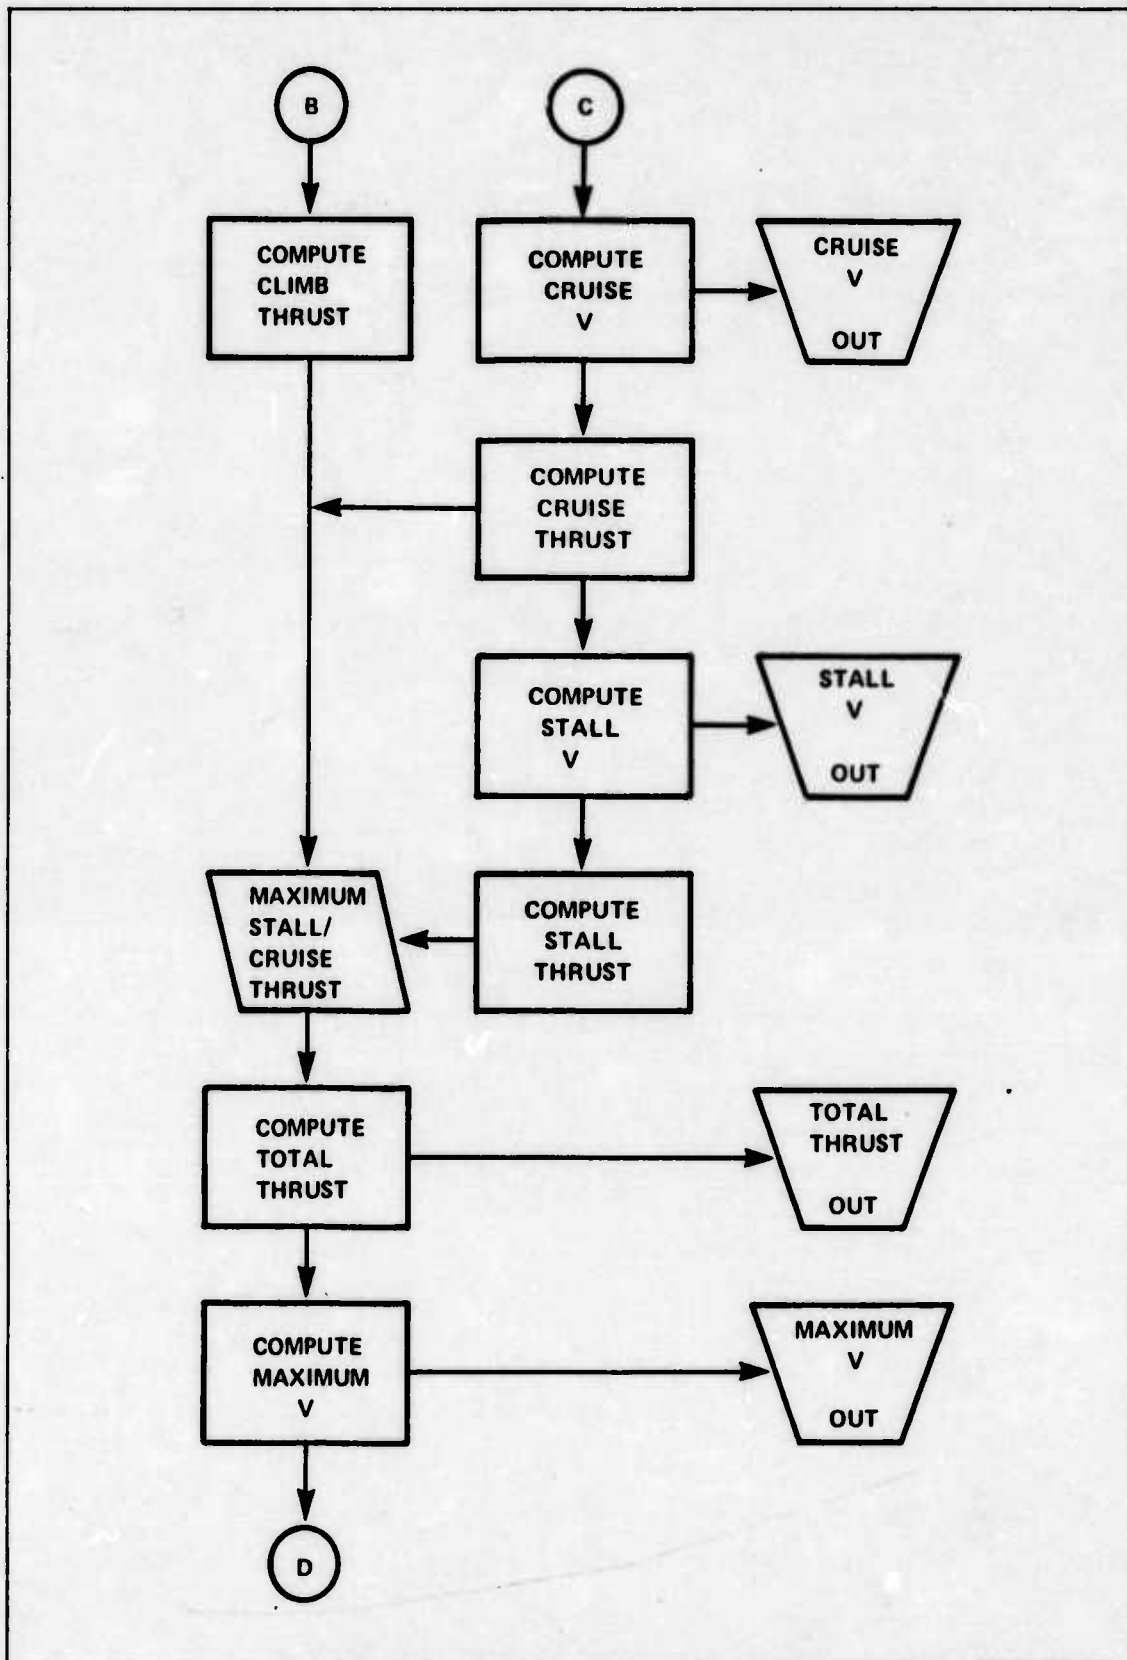 B
C
COMPUTE
CLIMB
THRUST
COMPUTE
CRUISE
V
CRUISE
V
OUT
COMPUTE
CRUISE
THRUST
COMPUTE
STALL
V
STALL
V
OUT
MAXIMUM
STALL/
CRUISE
THRUST
COMPUTE
STALL
THRUST
COMPUTE
TOTAL
THRUST
TOTAL
THRUST
OUT
COMPUTE
MAXIMUM
V
MAXIMUM
V
OUT
D